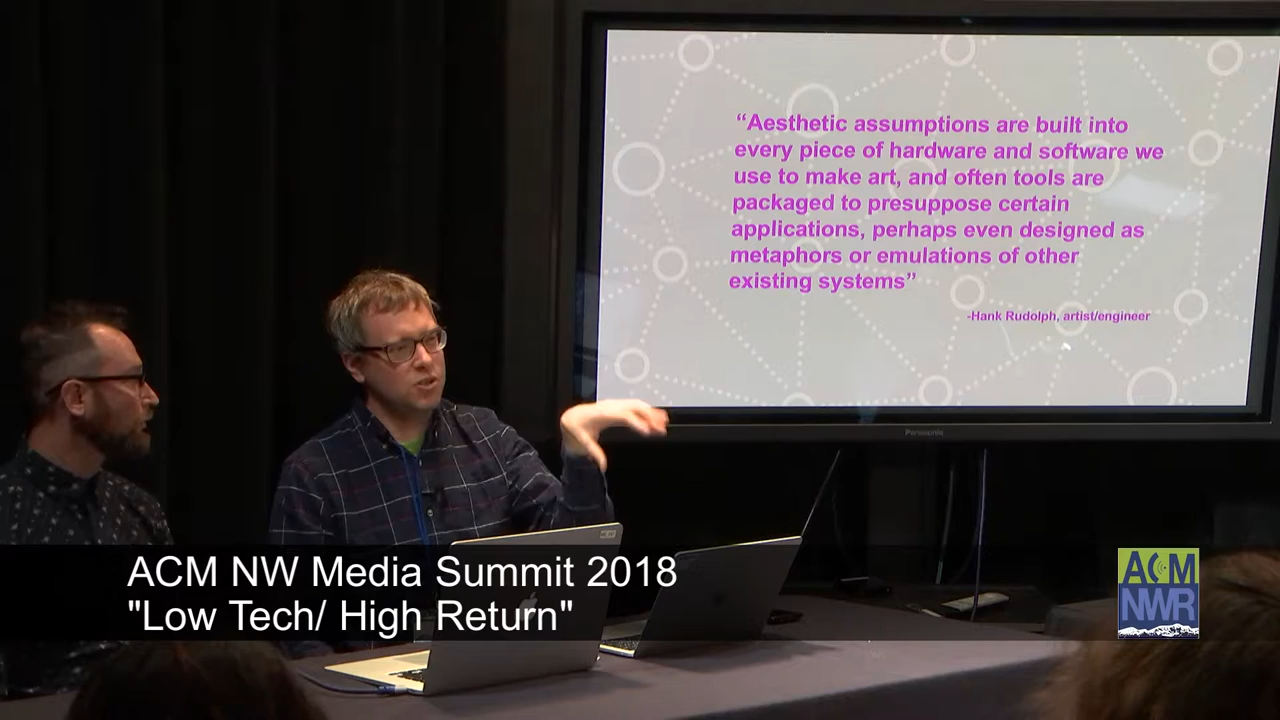 “Aesthetic assumptions are built into
every piece of hardware and software we
use to make art, and often tools are
packaged to presuppose certain
applications, perhaps even designed as
metaphors or emulations of other
existing systems”
-Hank Rudolph, artist/engineer
Panasonic
ACM NW Media Summit 2018
"Low Tech/ High Return"
ACM
NWR